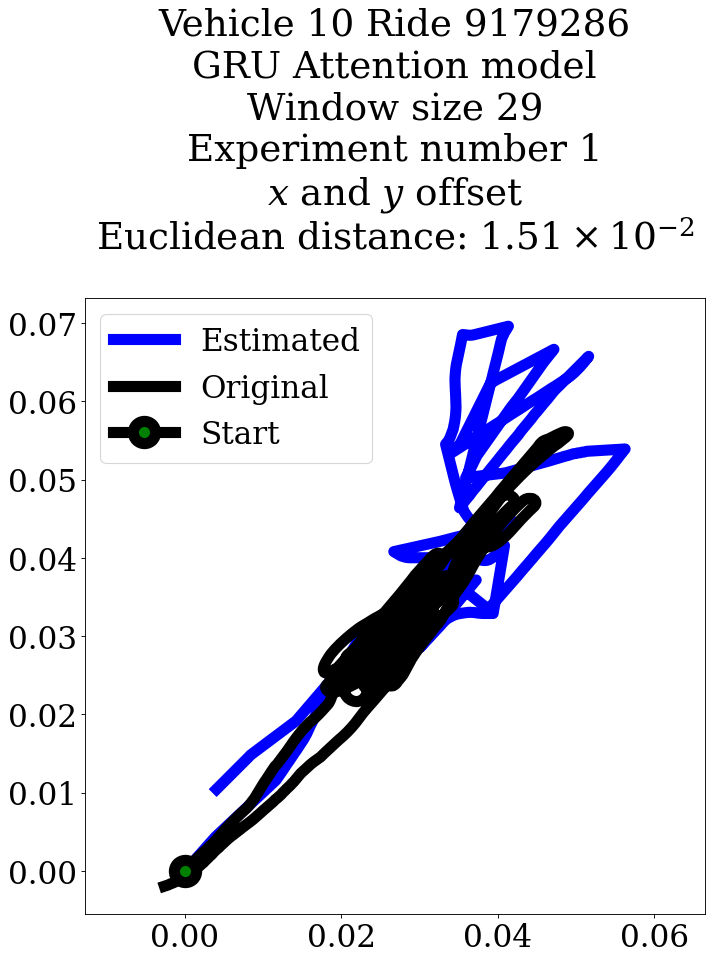 Vehicle 10 Ride 9179286
GRU Attention model
Window size 29
Experiment number 1
x and y offset
Euclidean distance: 1.51 × 10⁻²
Estimated
Original
Start
0.07
0.06
0.05
0.04
0.03
0.02
0.01
0.00
0.00 0.02 0.04 0.06